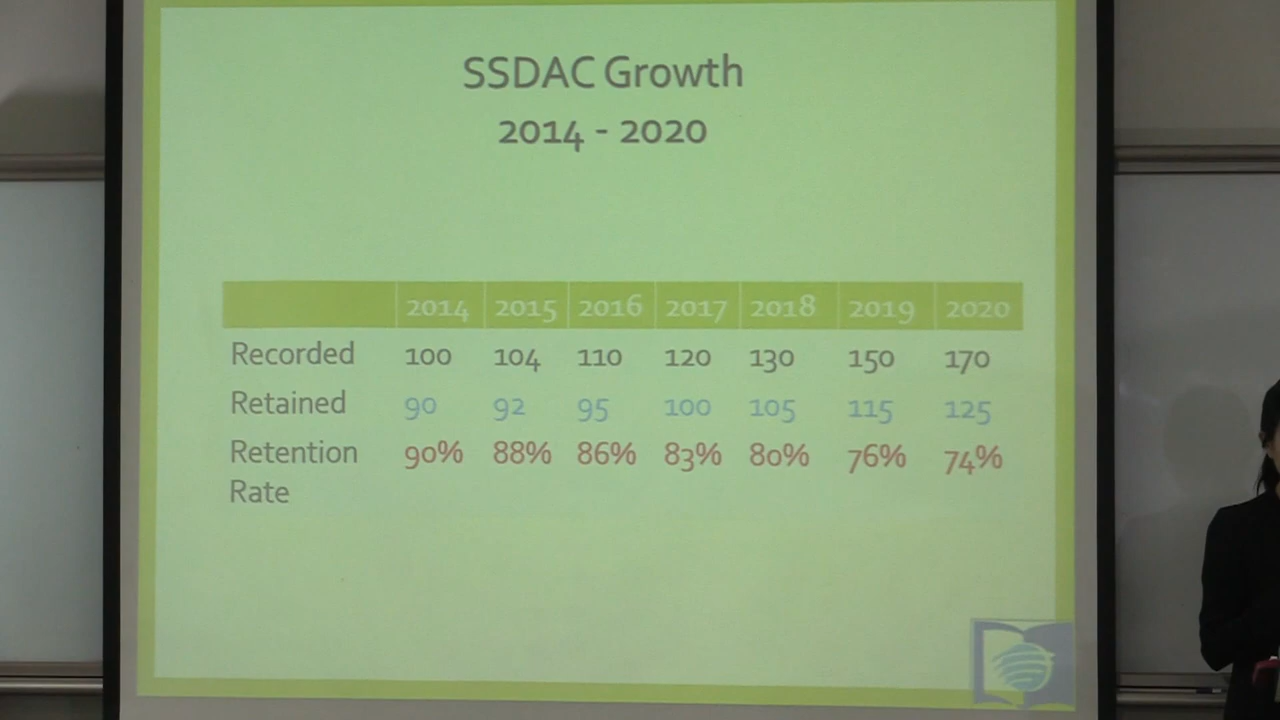 SSDAC Growth
2014 - 2020
2014 2015 2016 2017 2018 2019 2020
Recorded 100 104 110 120 130 150 170
Retained 90 92 95 100 105 115 125
Retention Rate 90% 88% 86% 83% 80% 76% 74%